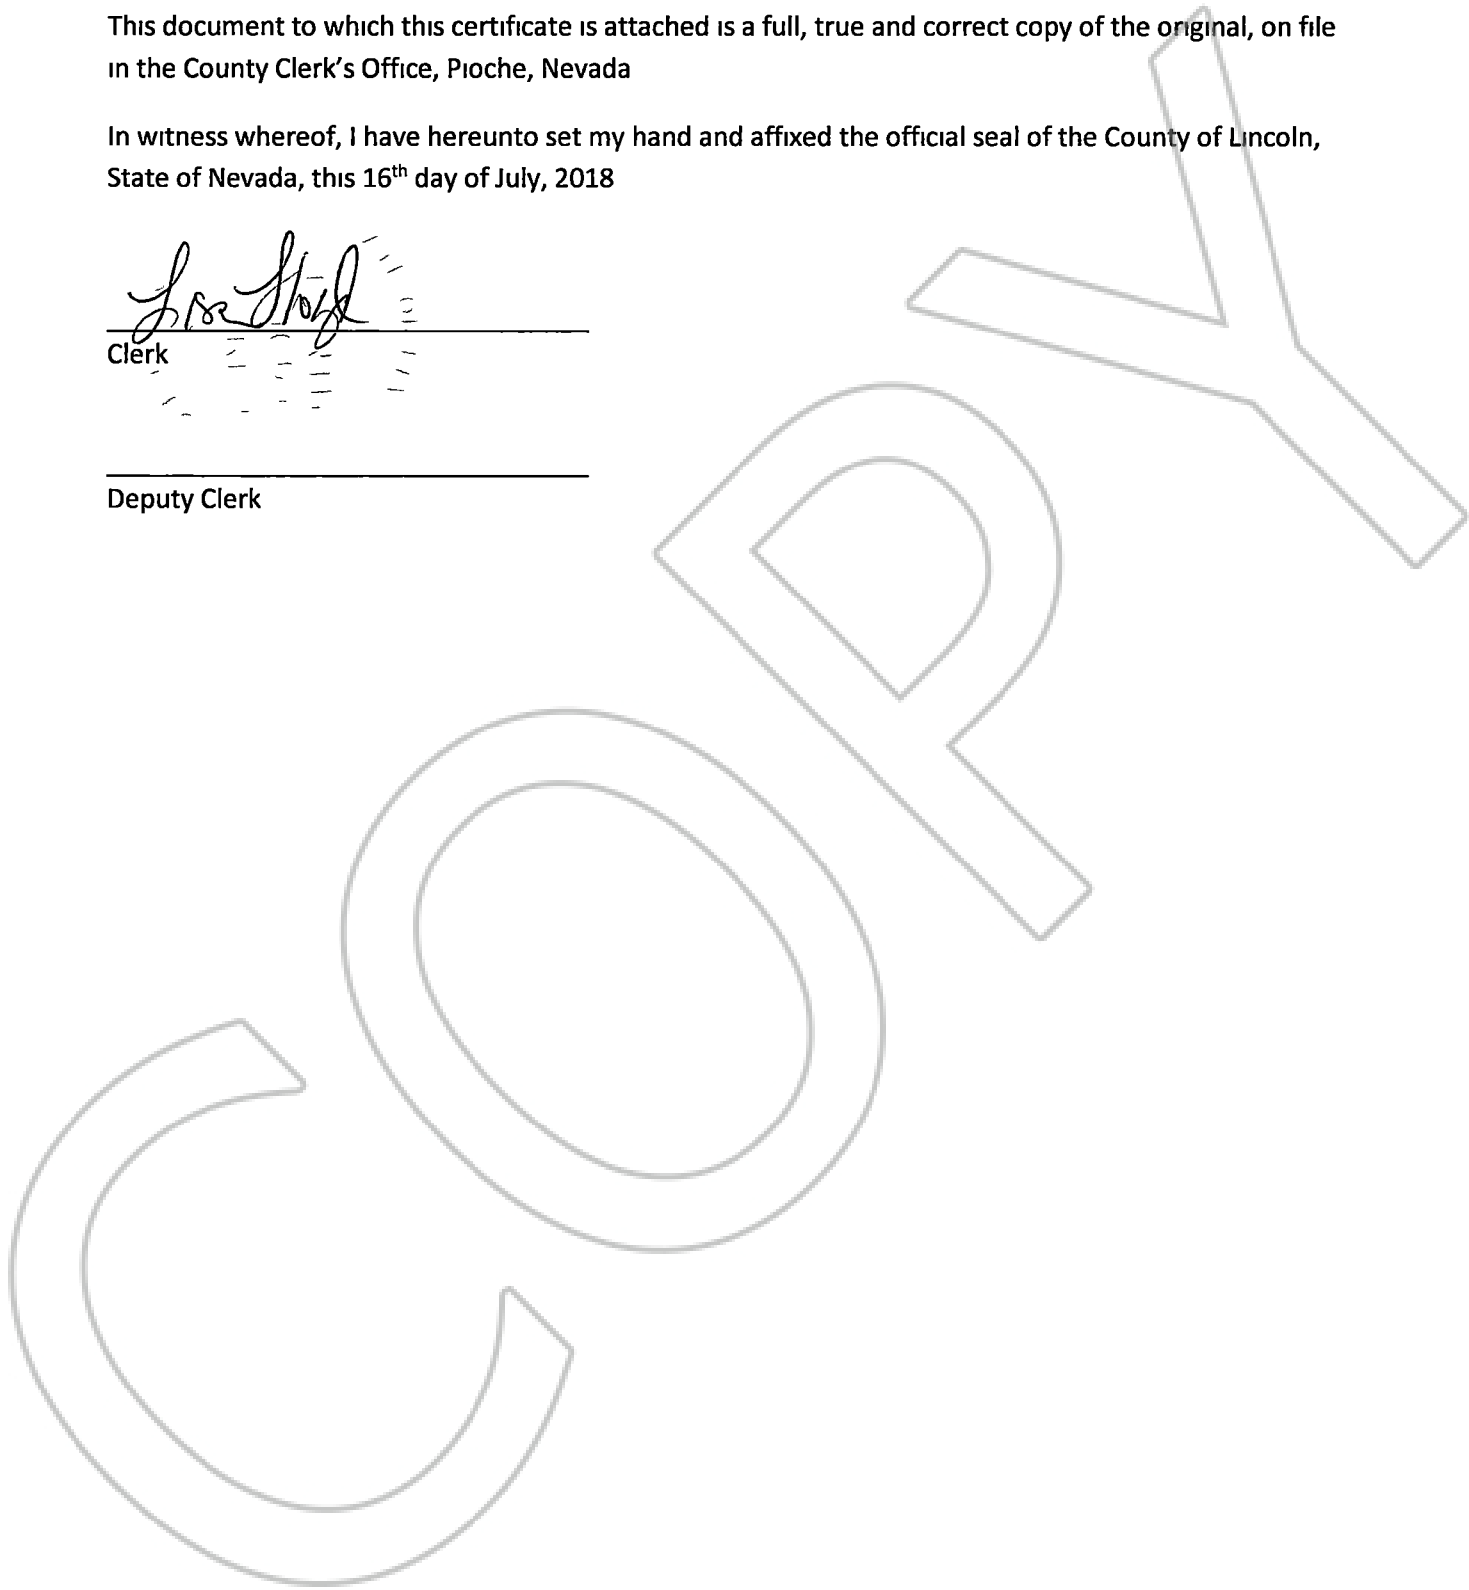 This document to which this certificate is attached is a full, true and correct copy of the original, on file
in the County Clerk's Office, Pioche, Nevada
In witness whereof, I have hereunto set my hand and affixed the official seal of the County of Lincoln,
State of Nevada, this 16th day of July, 2018
Lisa Lloyd
Clerk
Deputy Clerk
COPY